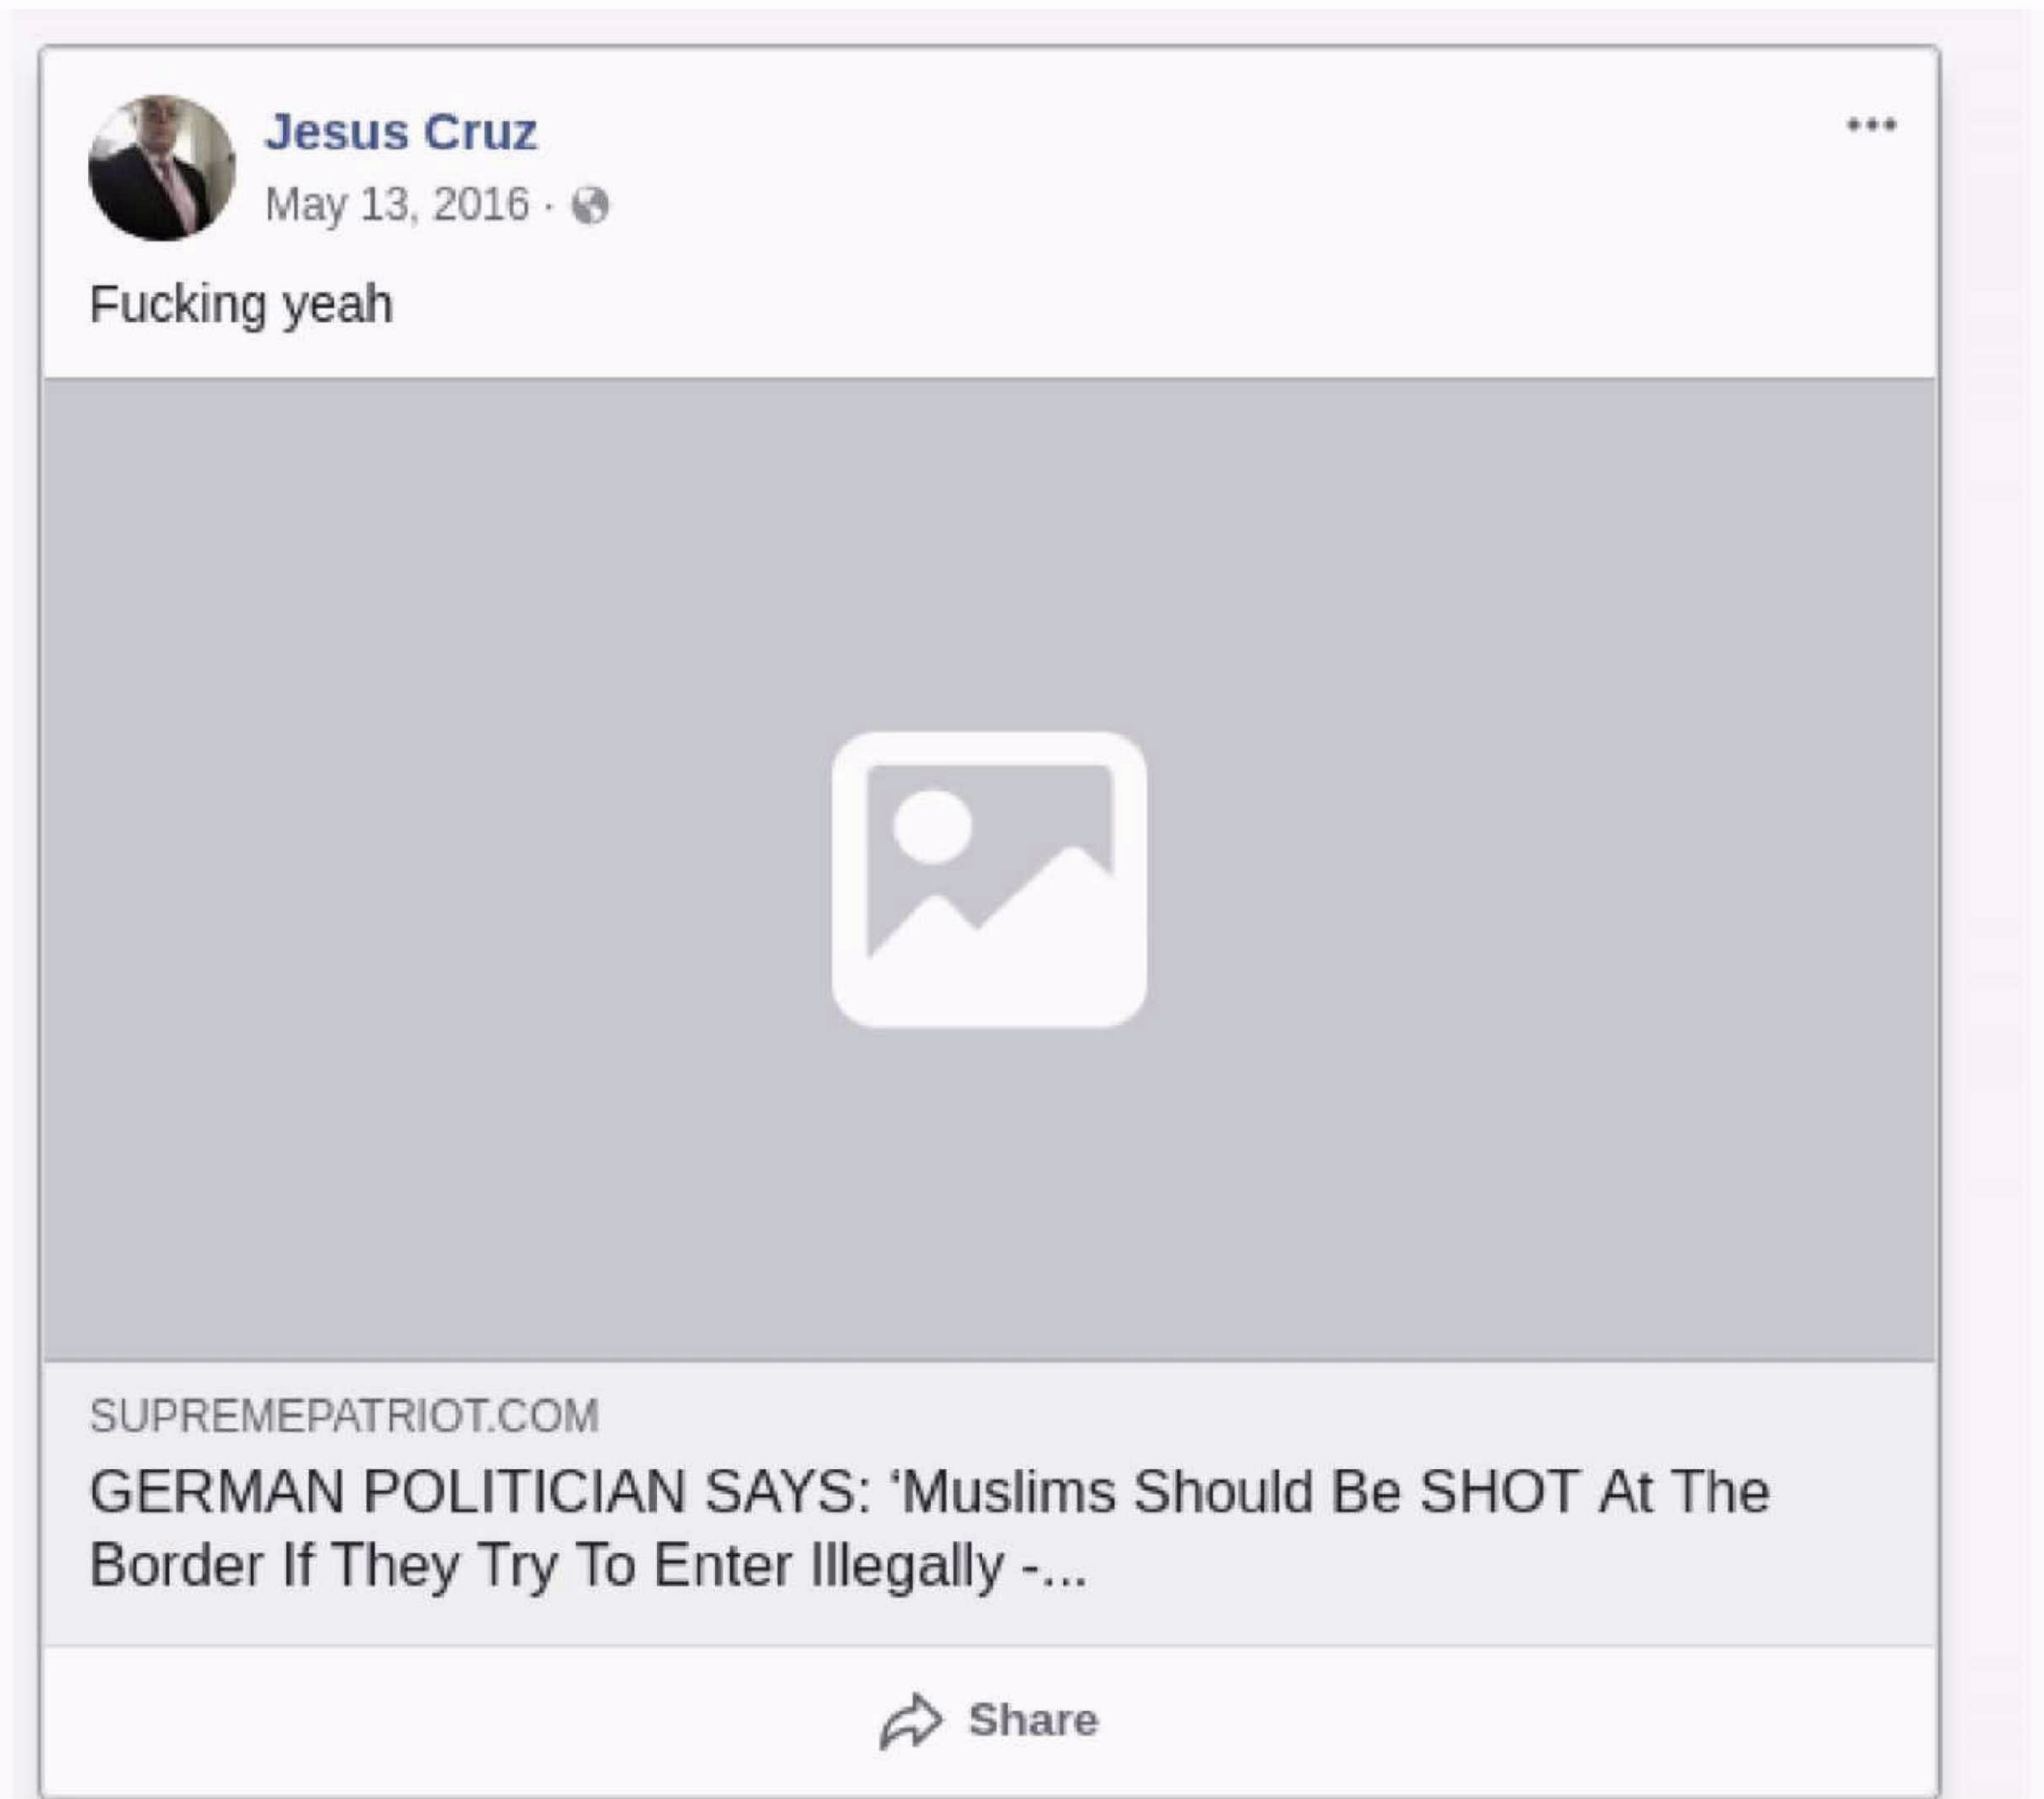 Jesus Cruz
May 13, 2016 ·
Fucking yeah
SUPREMEPATRIOT.COM
GERMAN POLITICIAN SAYS: ‘Muslims Should Be SHOT At The
Border If They Try To Enter Illegally -...
Share